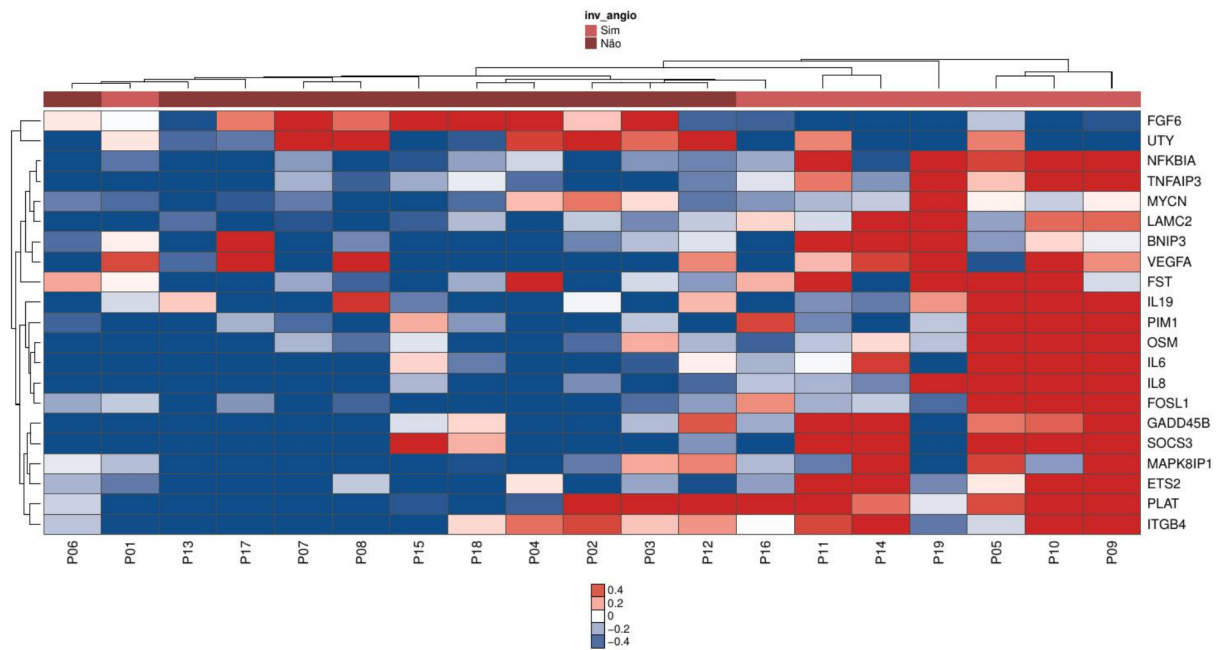 inv_angio
Sim
Não
FGF6
UTY
NFKBIA
TNFAIP3
MYCN
LAMC2
BNIP3
VEGFA
FST
IL19
PIM1
OSM
IL6
IL8
FOSL1
GADD45B
SOCS3
MAPK8IP1
ETS2
PLAT
ITGB4
P06 P01 P13 P17 P07 P08 P15 P18 P04 P02 P03 P12 P16 P11 P14 P19 P05 P10 P09
0.4
0.2
0
−0.2
−0.4